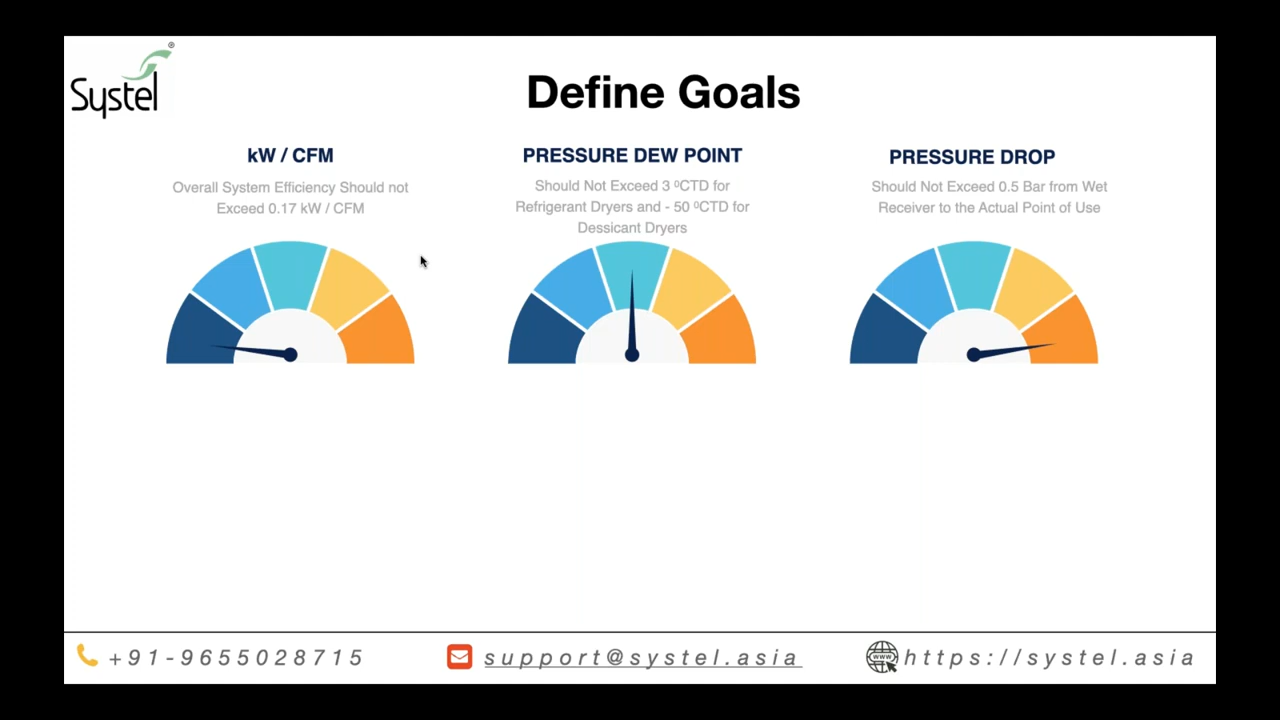 Systel®
Define Goals
kW / CFM
Overall System Efficiency Should not
Exceed 0.17 kW / CFM
PRESSURE DEW POINT
Should Not Exceed 3 ⁰CTD for
Refrigerant Dryers and - 50 ⁰CTD for
Dessicant Dryers
PRESSURE DROP
Should Not Exceed 0.5 Bar from Wet
Receiver to the Actual Point of Use
+91-9655028715
support@systel.asia
www
https://systel.asia